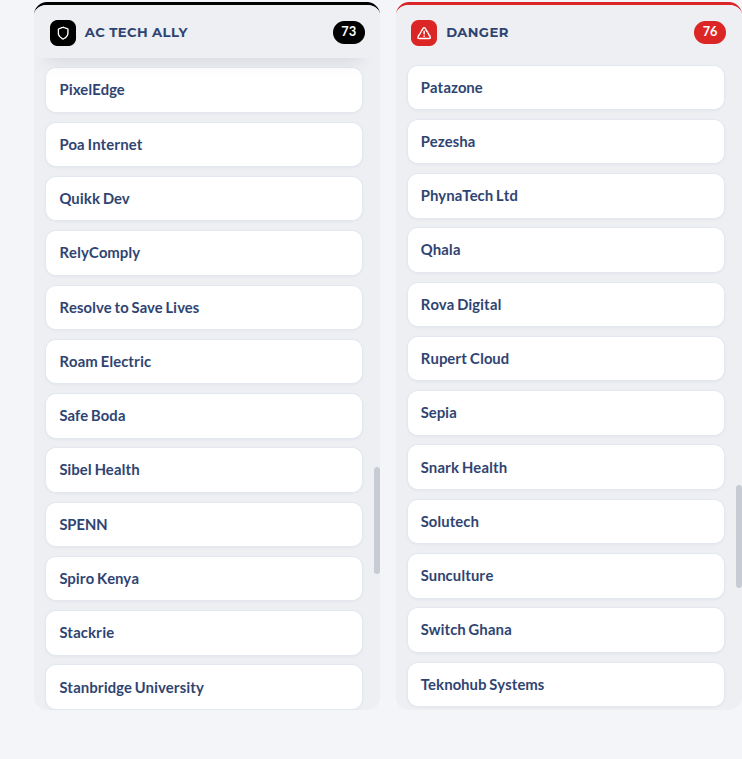 AC TECH ALLY
73
PixelEdge
Poa Internet
Quikk Dev
RelyComply
Resolve to Save Lives
Roam Electric
Safe Boda
Sibel Health
SPENN
Spiro Kenya
Stackrie
Stanbridge University
DANGER
76
Patazone
Pezesha
PhynaTech Ltd
Qhala
Rova Digital
Rupert Cloud
Sepia
Snark Health
Solutech
Sunculture
Switch Ghana
Teknohub Systems